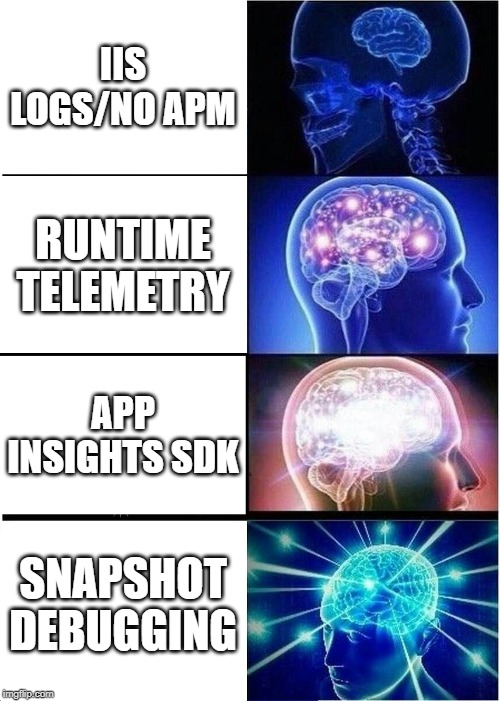 IIS
LOGS/NO APM
RUNTIME
TELEMETRY
APP
INSIGHTS SDK
SNAPSHOT
DEBUGGING
imgflip.com